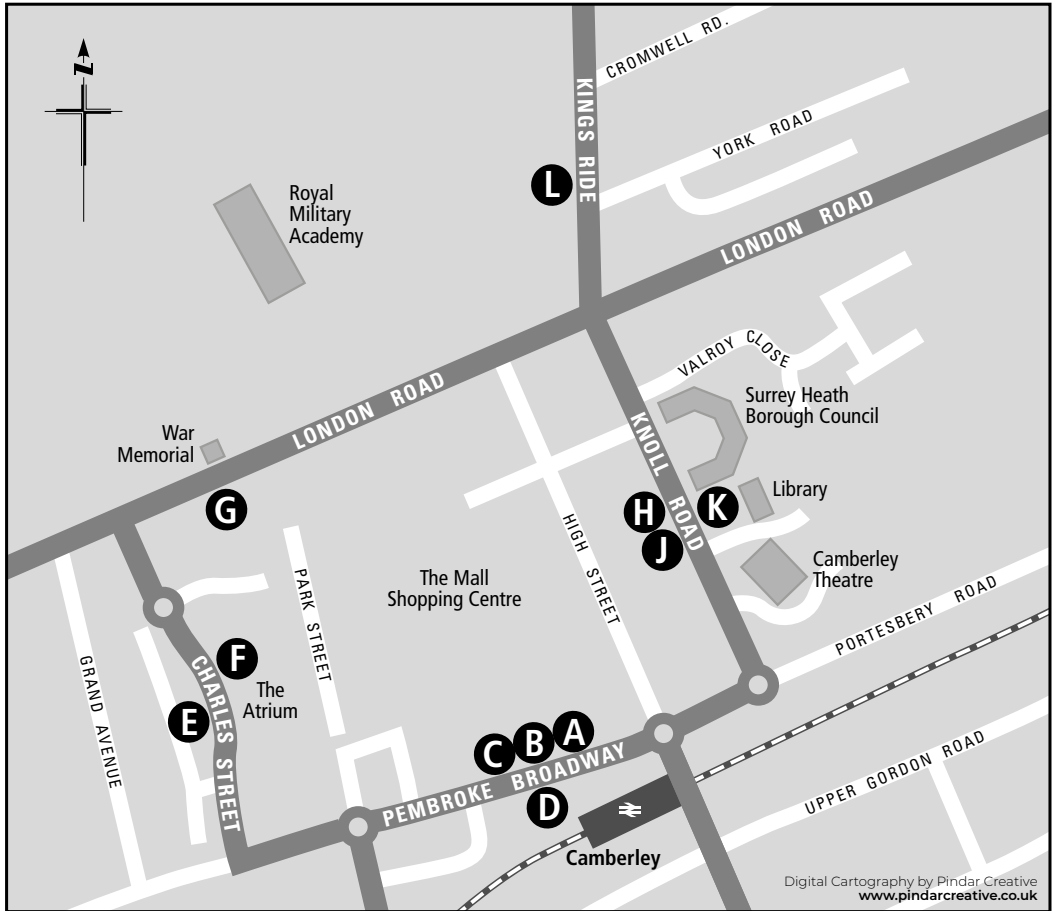 N
CROMWELL RD.
KINGS RIDE
YORK ROAD
L
LONDON ROAD
Royal
Military
Academy
VALROY CLOSE
LONDON ROAD
Surrey Heath
Borough Council
War
Memorial
KNOLL ROAD
Library
G
H
K
J
HIGH STREET
The Mall
Shopping Centre
Camberley
Theatre
PARK STREET
PORTESBERY ROAD
GRAND AVENUE
CHARLES STREET
F
The
Atrium
E
C
B
A
PEMBROKE BROADWAY
D
UPPER GORDON ROAD
Camberley
Digital Cartography by Pindar Creative
www.pindarcreative.co.uk